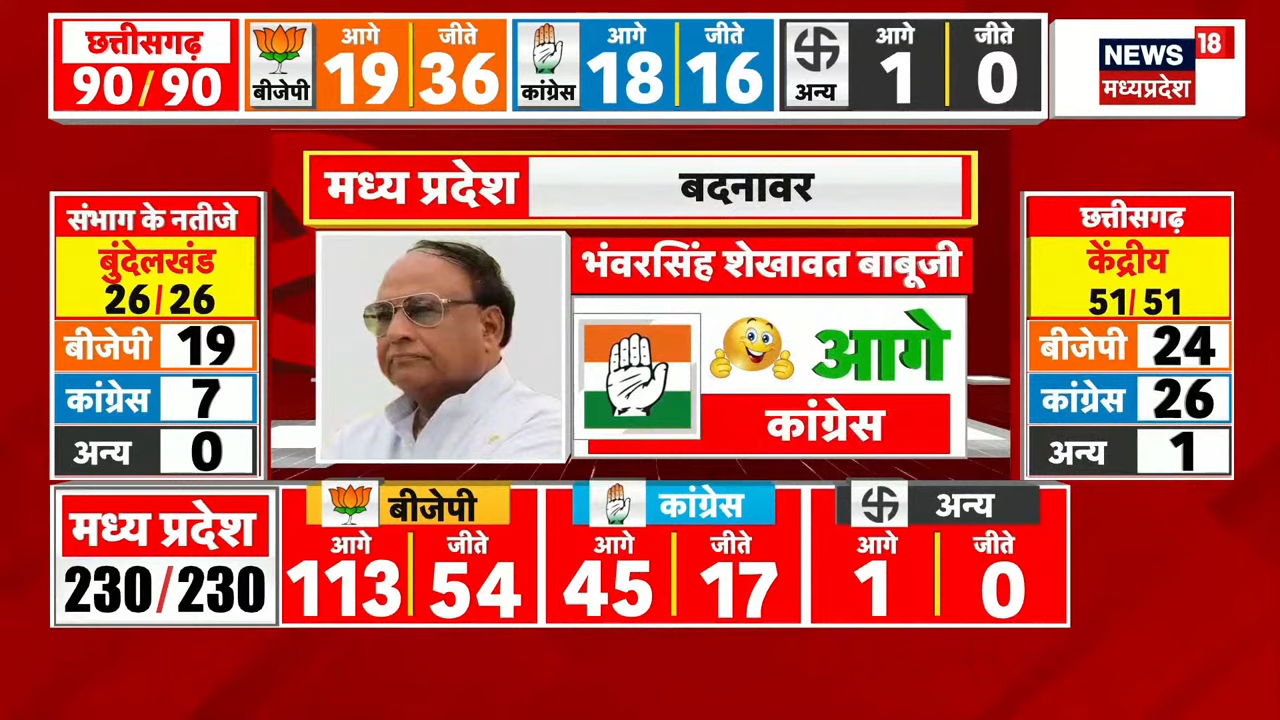 छत्तीसगढ़
90/90
बीजेपी
आगे जीते
19 36
कांग्रेस
आगे जीते
18 16
अन्य
आगे जीते
1 0
NEWS 18
मध्यप्रदेश
मध्य प्रदेश बदनावर
संभाग के नतीजे
बुंदेलखंड
26/26
बीजेपी 19
कांग्रेस 7
अन्य 0
भंवरसिंह शेखावत बाबूजी
आगे
कांग्रेस
छत्तीसगढ़
केंद्रीय
51/51
बीजेपी 24
कांग्रेस 26
अन्य 1
मध्य प्रदेश
230/230
बीजेपी
आगे जीते
113 54
कांग्रेस
आगे जीते
45 17
अन्य
आगे जीते
1 0